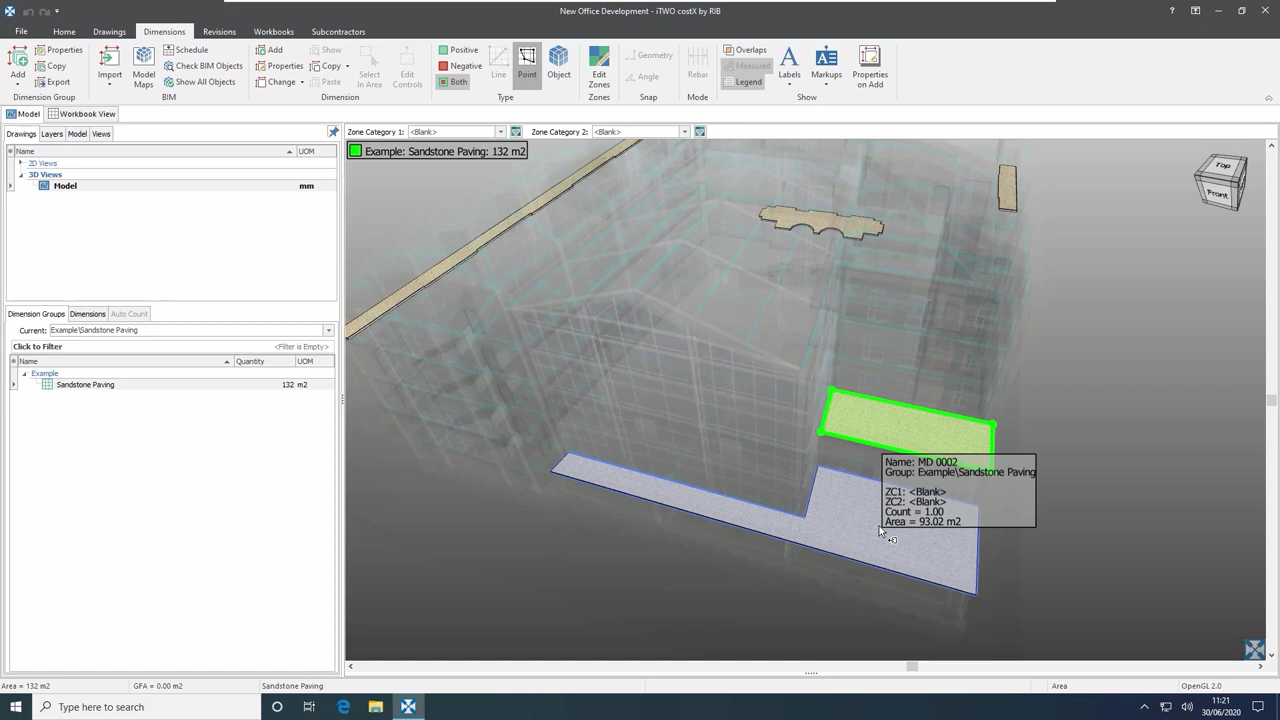 New Office Development - iTWO costX by RIB
File Home Drawings Dimensions Revisions Workbooks Subcontractors
Add Properties Copy Export Dimension Group
Import Model Maps Schedule Check BIM Objects Show All Objects BIM
Add Properties Change Show Copy Paste Select In Area Edit Controls Dimension
Positive Negative Both Line Point Object Type
Edit Zones Zones
Geometry Angle Snap
Rebar Mode
Overlaps Measured Legend Labels Markups Properties on Add Show
Model Workbook View
Drawings Layers Model Views
Zone Category 1: <Blank> Zone Category 2: <Blank>
Name UOM
2D Views
3D Views
Model mm
Example: Sandstone Paving: 132 m2
Top
Front
Dimension Groups Dimensions Auto Count
Current: Example\Sandstone Paving
Click to Filter <Filter is Empty>
Name Quantity UOM
Example
Sandstone Paving 132 m2
Name: MD 0002
Group: Example\Sandstone Paving
ZC1: <Blank>
ZC2: <Blank>
Count = 1.00
Area = 93.02 m2
Area = 132 m2 GFA = 0.00 m2 Sandstone Paving Area OpenGL 2.0
Type here to search
11:21
30/06/2020